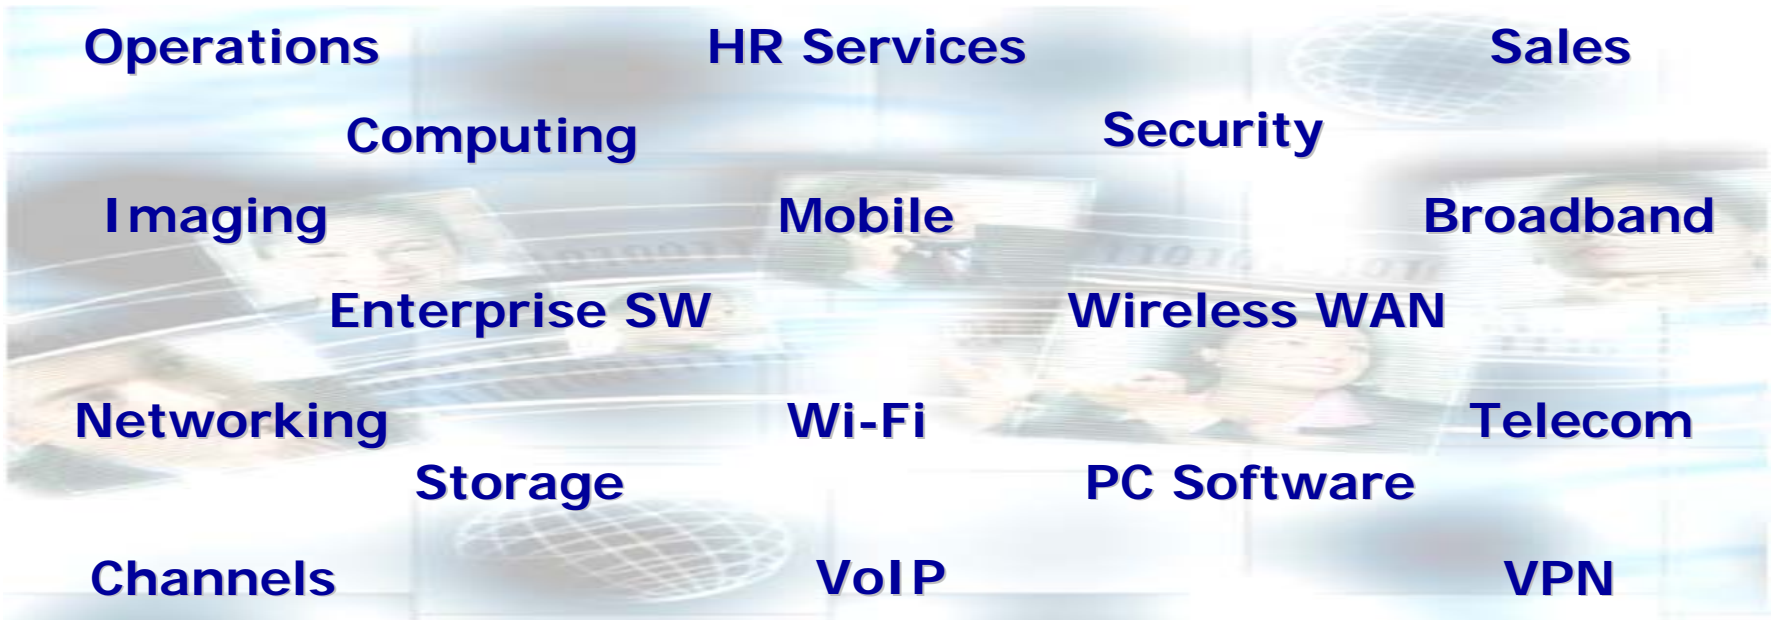 Operations HR Services Sales
Computing Security
Imaging Mobile Broadband
Enterprise SW Wireless WAN
Networking Wi-Fi Telecom
Storage PC Software
Channels VoIP VPN